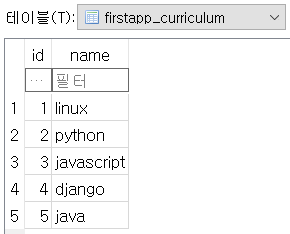 테이블(T): firstapp_curriculum
id name
... 필터
1 1 linux
2 2 python
3 3 javascript
4 4 django
5 5 java